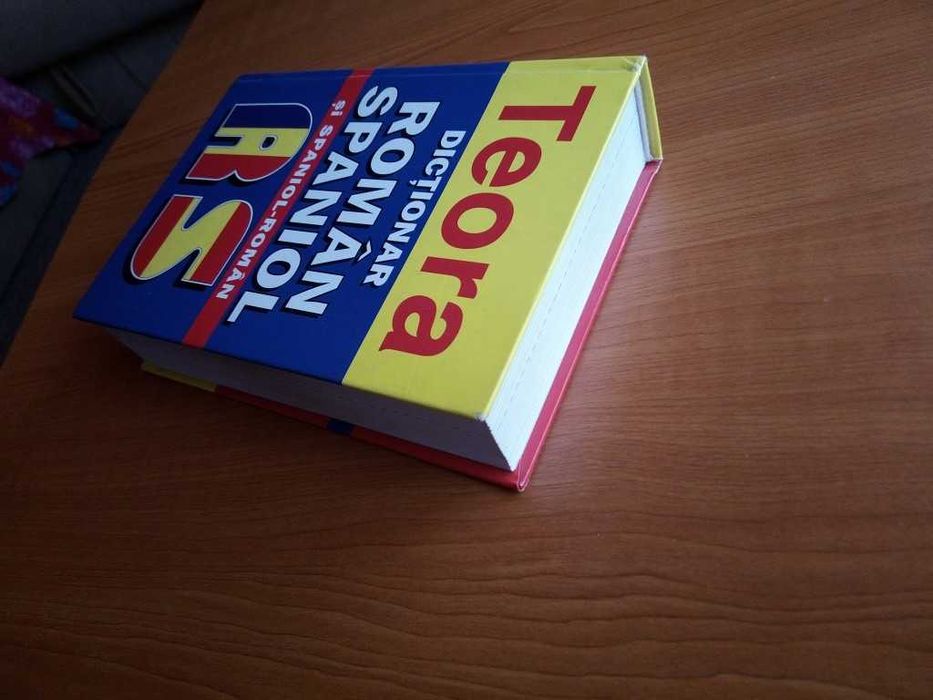 Teora
DICȚIONAR
ROMÂN
SPANIOL
ȘI SPANIOL-ROMÂN
RS